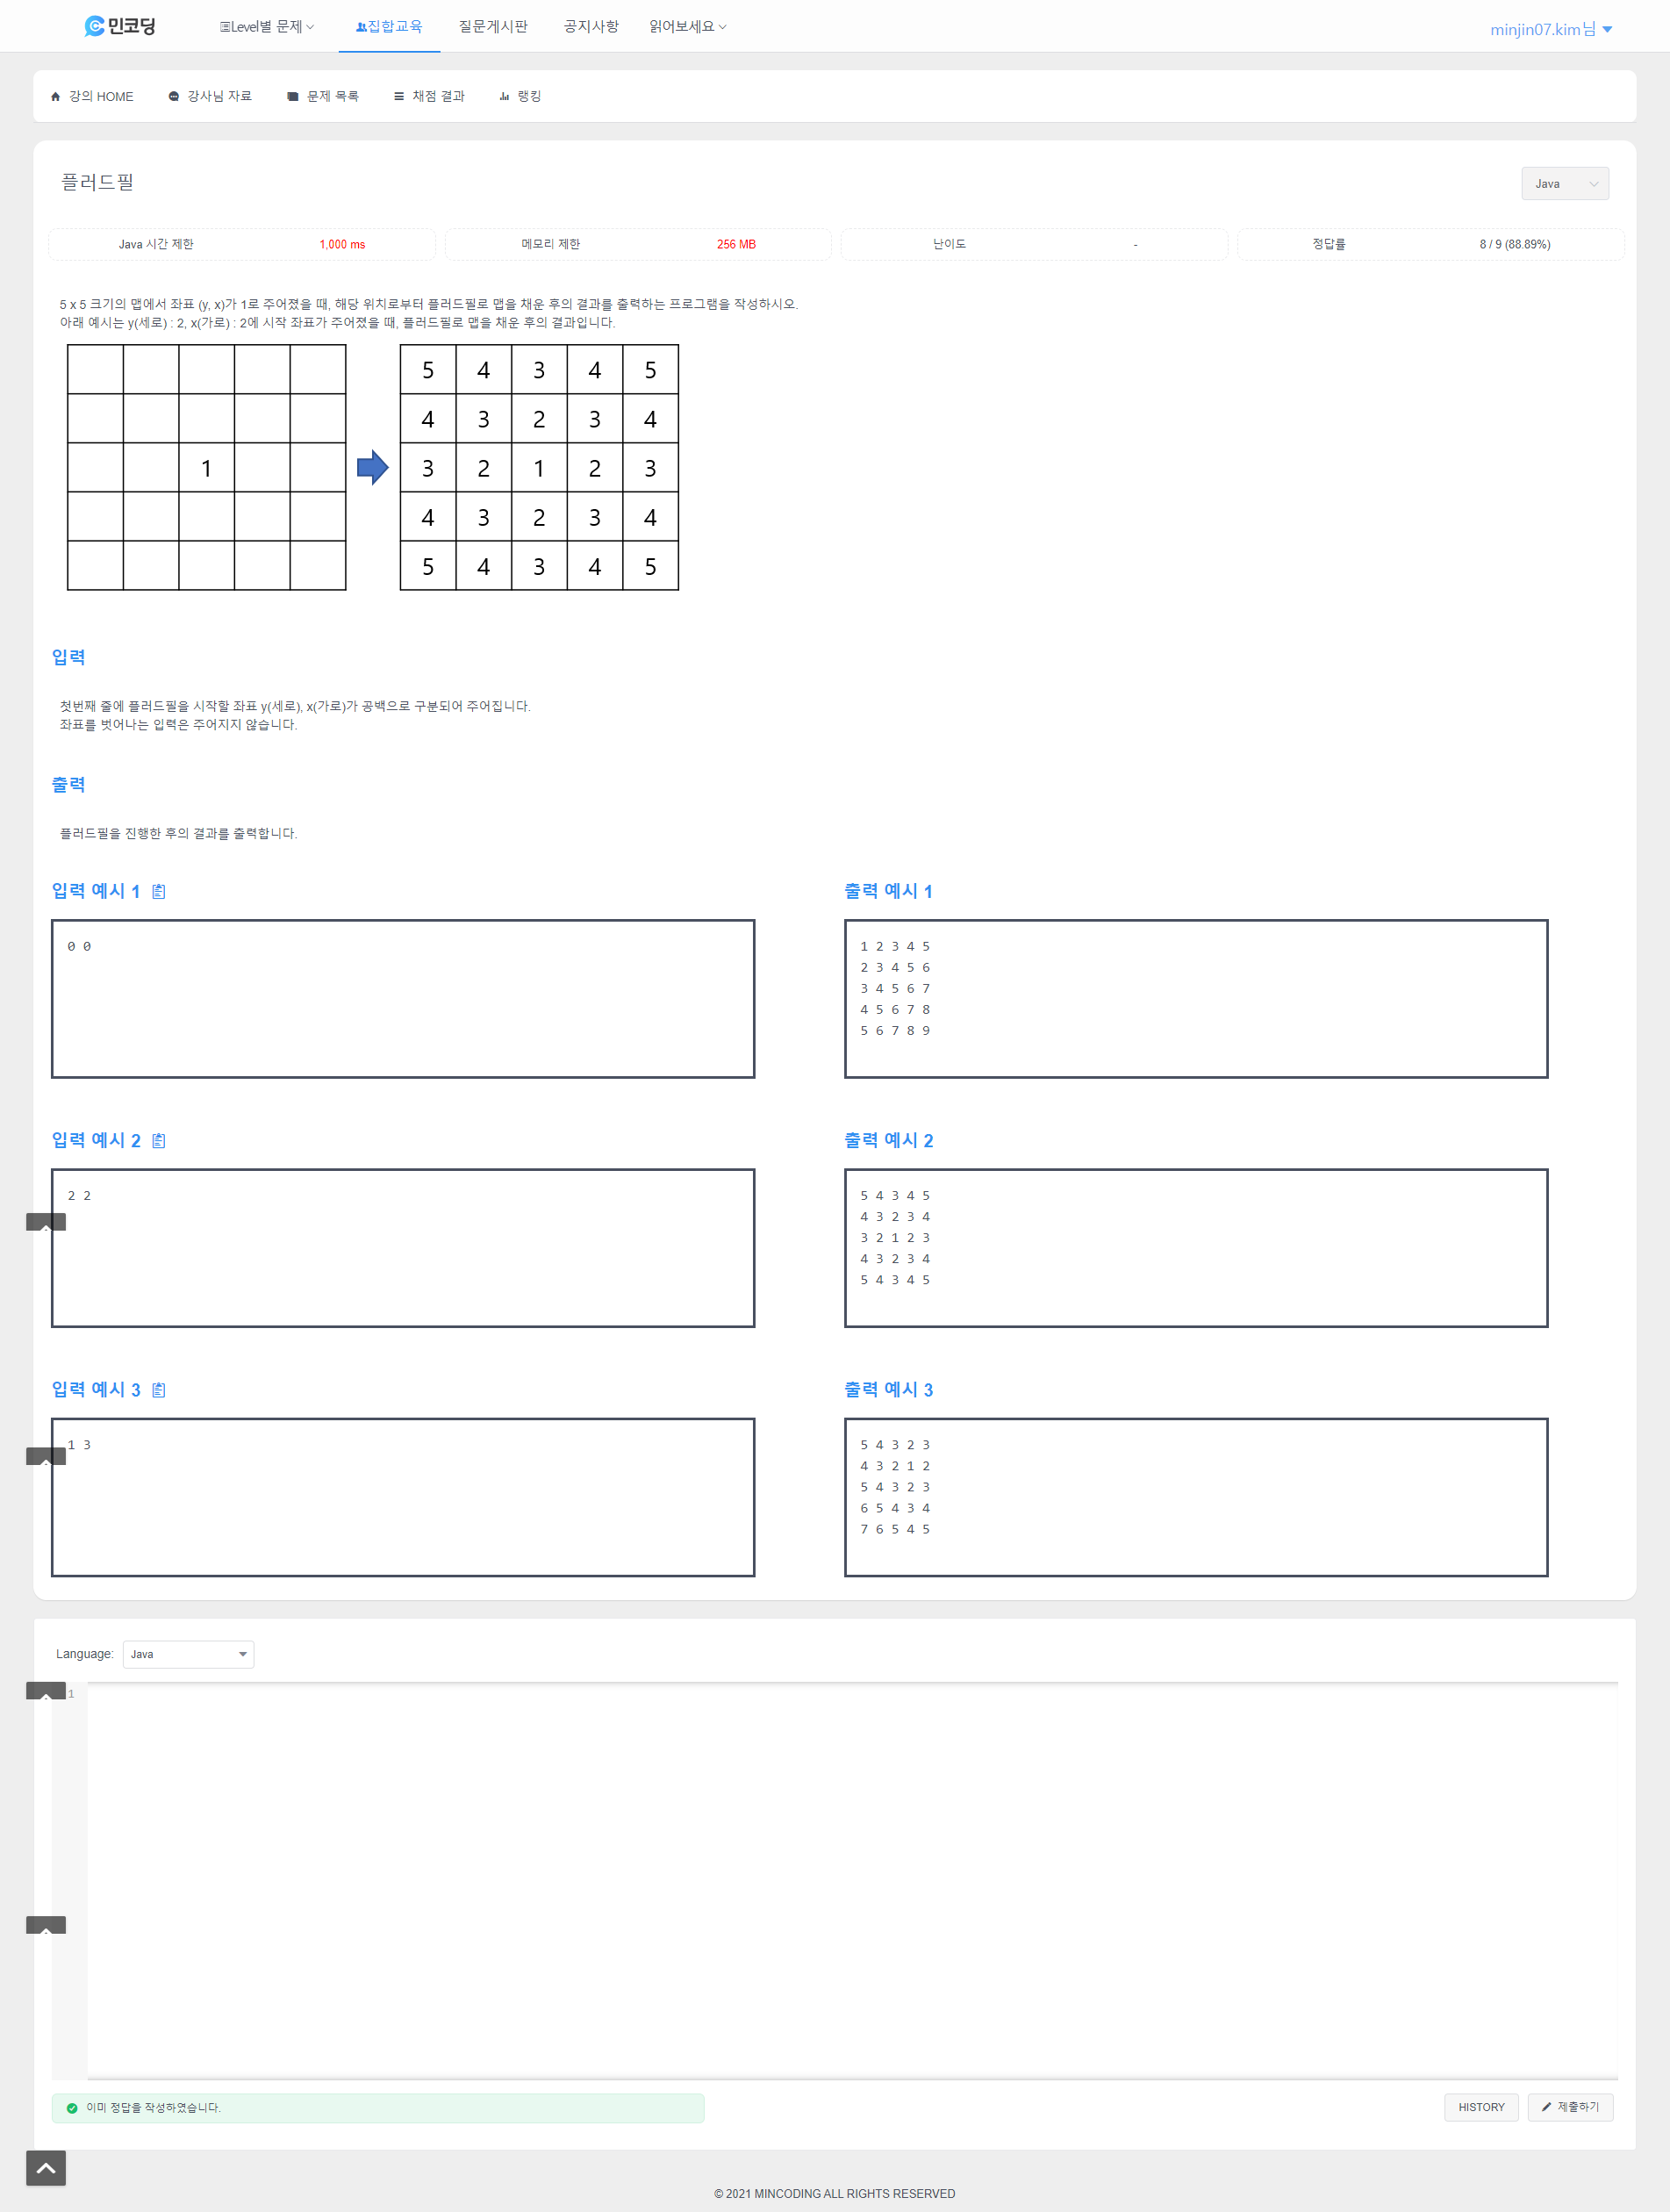 민코딩
Level별 문제
집합교육
질문게시판
공지사항
읽어보세요
minjin07.kim님
강의 HOME
강사님 자료
문제 목록
채점 결과
랭킹
플러드필
Java
Java 시간 제한 1,000 ms
메모리 제한 256 MB
난이도 -
정답률 8 / 9 (88.89%)
5 x 5 크기의 맵에서 좌표 (y, x)가 1로 주어졌을 때, 해당 위치로부터 플러드필로 맵을 채운 후의 결과를 출력하는 프로그램을 작성하시오.
아래 예시는 y(세로) : 2, x(가로) : 2에 시작 좌표가 주어졌을 때, 플러드필로 맵을 채운 후의 결과입니다.
1
5 4 3 4 5
4 3 2 3 4
3 2 1 2 3
4 3 2 3 4
5 4 3 4 5
입력
첫번째 줄에 플러드필을 시작할 좌표 y(세로), x(가로)가 공백으로 구분되어 주어집니다.
좌표를 벗어나는 입력은 주어지지 않습니다.
출력
플러드필을 진행한 후의 결과를 출력합니다.
입력 예시 1
0 0
출력 예시 1
1 2 3 4 5
2 3 4 5 6
3 4 5 6 7
4 5 6 7 8
5 6 7 8 9
입력 예시 2
2 2
출력 예시 2
5 4 3 4 5
4 3 2 3 4
3 2 1 2 3
4 3 2 3 4
5 4 3 4 5
입력 예시 3
1 3
출력 예시 3
5 4 3 2 3
4 3 2 1 2
5 4 3 2 3
6 5 4 3 4
7 6 5 4 5
Language: Java
1
이미 정답을 작성하였습니다.
HISTORY
제출하기
© 2021 MINCODING ALL RIGHTS RESERVED